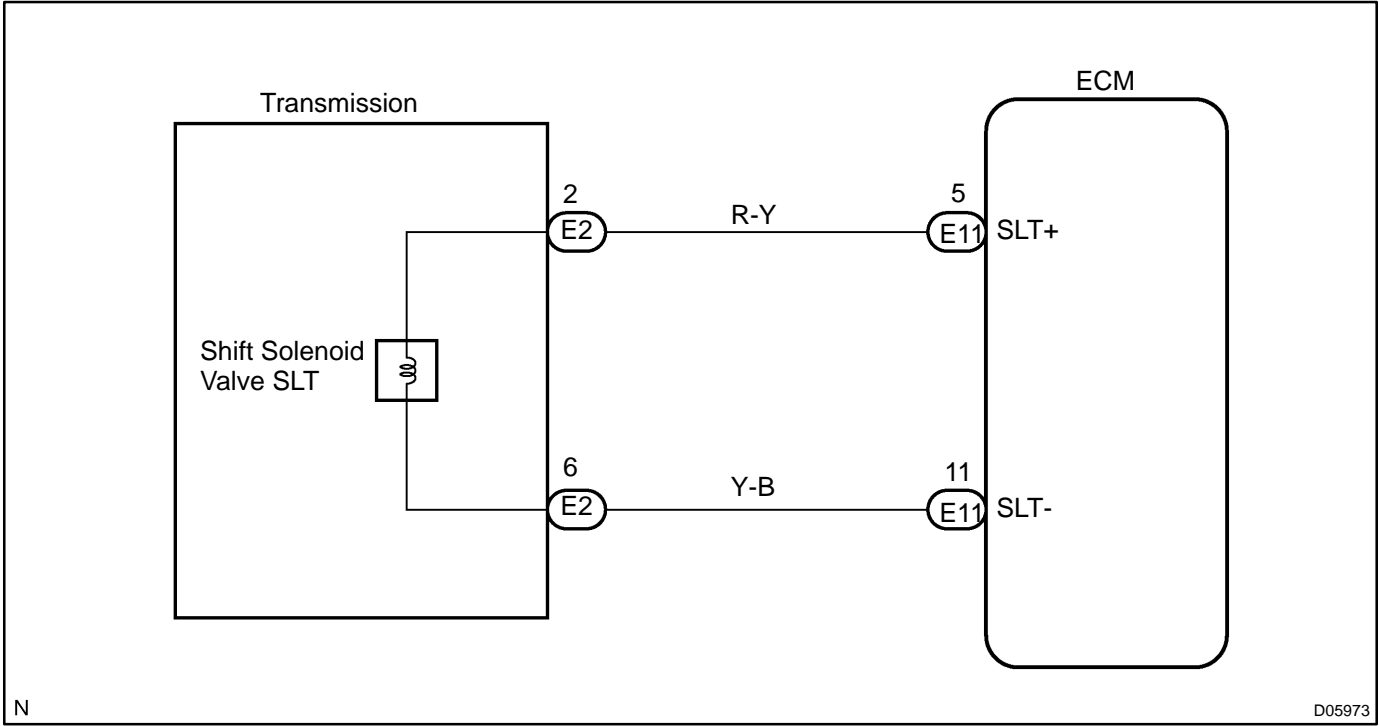 ECM
Transmission
2
E2
R-Y
5
E11
SLT+
Shift Solenoid
Valve SLT
6
E2
Y-B
11
E11
SLT-
N
D05973